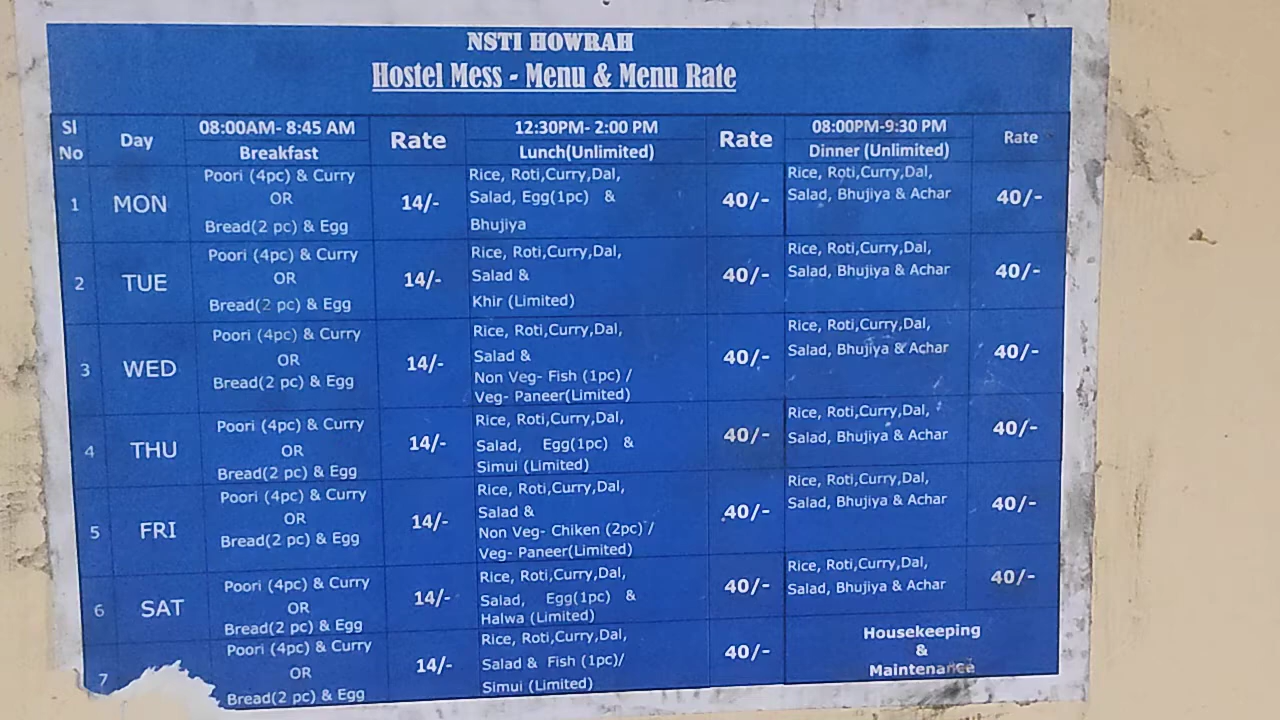 NSTI HOWRAH
Hostel Mess - Menu & Menu Rate
Sl No Day 08:00AM- 8:45 AM Rate 12:30PM- 2:00 PM Rate 08:00PM-9:30 PM Rate
Breakfast Lunch(Unlimited) Dinner (Unlimited)
Poori (4pc) & Curry Rice, Roti,Curry,Dal, Rice, Roti,Curry,Dal,
1 MON OR 14/- Salad, Egg(1pc) & 40/- Salad, Bhujiya & Achar 40/-
Bread(2 pc) & Egg Bhujiya
Poori (4pc) & Curry Rice, Roti,Curry,Dal, Rice, Roti,Curry,Dal,
2 TUE OR 14/- Salad & 40/- Salad, Bhujiya & Achar 40/-
Bread(2 pc) & Egg Khir (Limited)
Poori (4pc) & Curry Rice, Roti,Curry,Dal, Rice, Roti,Curry,Dal,
3 WED OR 14/- Salad & 40/- Salad, Bhujiya & Achar 40/-
Bread(2 pc) & Egg Non Veg- Fish (1pc) /
Veg- Paneer(Limited)
Poori (4pc) & Curry Rice, Roti,Curry,Dal, Rice, Roti,Curry,Dal,
4 THU OR 14/- Salad, Egg(1pc) & 40/- Salad, Bhujiya & Achar 40/-
Bread(2 pc) & Egg Simui (Limited)
Poori (4pc) & Curry Rice, Roti,Curry,Dal, Rice, Roti,Curry,Dal,
5 FRI OR 14/- Salad & 40/- Salad, Bhujiya & Achar 40/-
Bread(2 pc) & Egg Non Veg- Chiken (2pc) /
Veg- Paneer(Limited)
Poori (4pc) & Curry Rice, Roti,Curry,Dal, Rice, Roti,Curry,Dal,
6 SAT OR 14/- Salad, Egg(1pc) & 40/- Salad, Bhujiya & Achar 40/-
Bread(2 pc) & Egg Halwa (Limited)
Poori (4pc) & Curry Rice, Roti,Curry,Dal, Housekeeping
7 OR 14/- Salad & Fish (1pc)/ 40/- &
Bread(2 pc) & Egg Simui (Limited) Maintenance